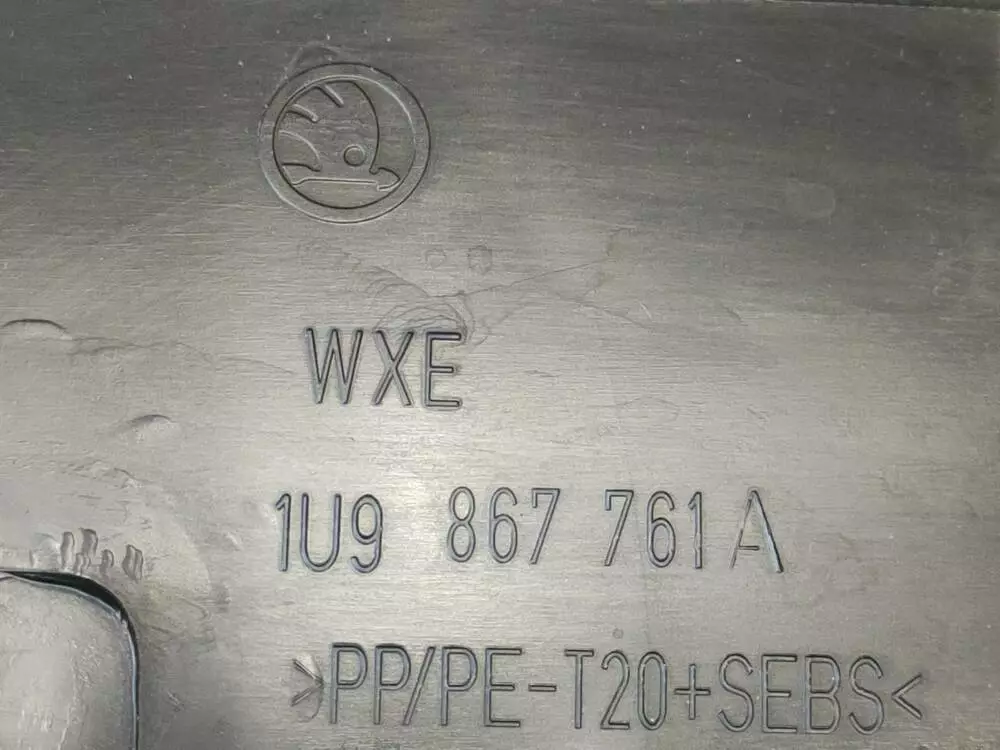 WXE
1U9 867 761 A
>PP/PE-T20+SEBS<